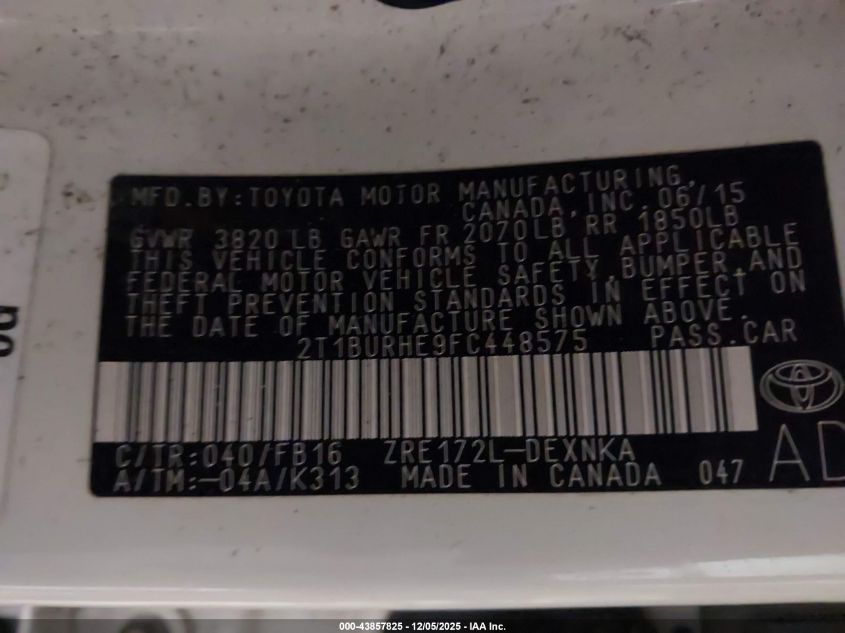 MFD.BY:TOYOTA MOTOR MANUFACTURING,
CANADA,INC.06/15
GVWR 3820 LB GAWR FR 2070LB RR 1850LB
THIS VEHICLE CONFORMS TO ALL APPLICABLE
FEDERAL MOTOR VEHICLE SAFETY,BUMPER,AND
THEFT PREVENTION STANDARDS IN EFFECT ON
THE DATE OF MANUFACTURE SHOWN ABOVE.
2T1BURHE9FC448575 PASS.CAR
C/TR:040/FB16 ZRE172L-DEXNKA
A/TM:-04A/K313 MADE IN CANADA 047
AD
000-43857825 - 12/05/2025 - IAA Inc.